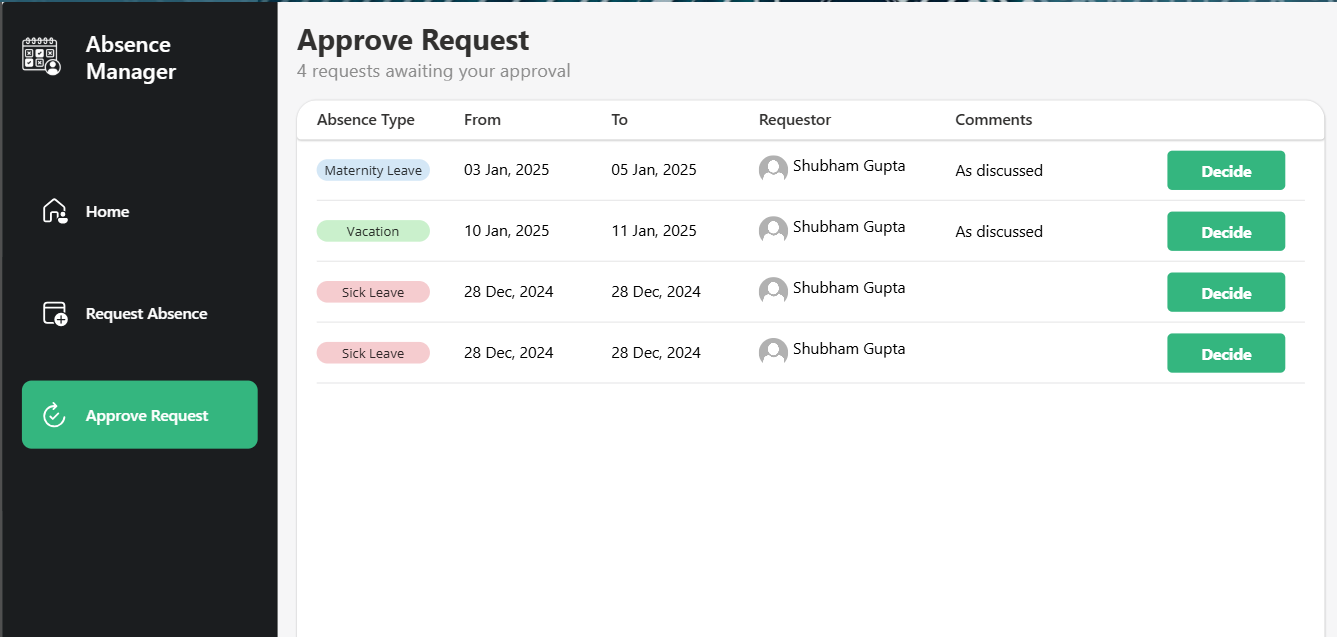 Absence
Manager
Home
Request Absence
Approve Request
Approve Request
4 requests awaiting your approval
Absence Type From To Requestor Comments
Maternity Leave 03 Jan, 2025 05 Jan, 2025 Shubham Gupta As discussed Decide
Vacation 10 Jan, 2025 11 Jan, 2025 Shubham Gupta As discussed Decide
Sick Leave 28 Dec, 2024 28 Dec, 2024 Shubham Gupta Decide
Sick Leave 28 Dec, 2024 28 Dec, 2024 Shubham Gupta Decide